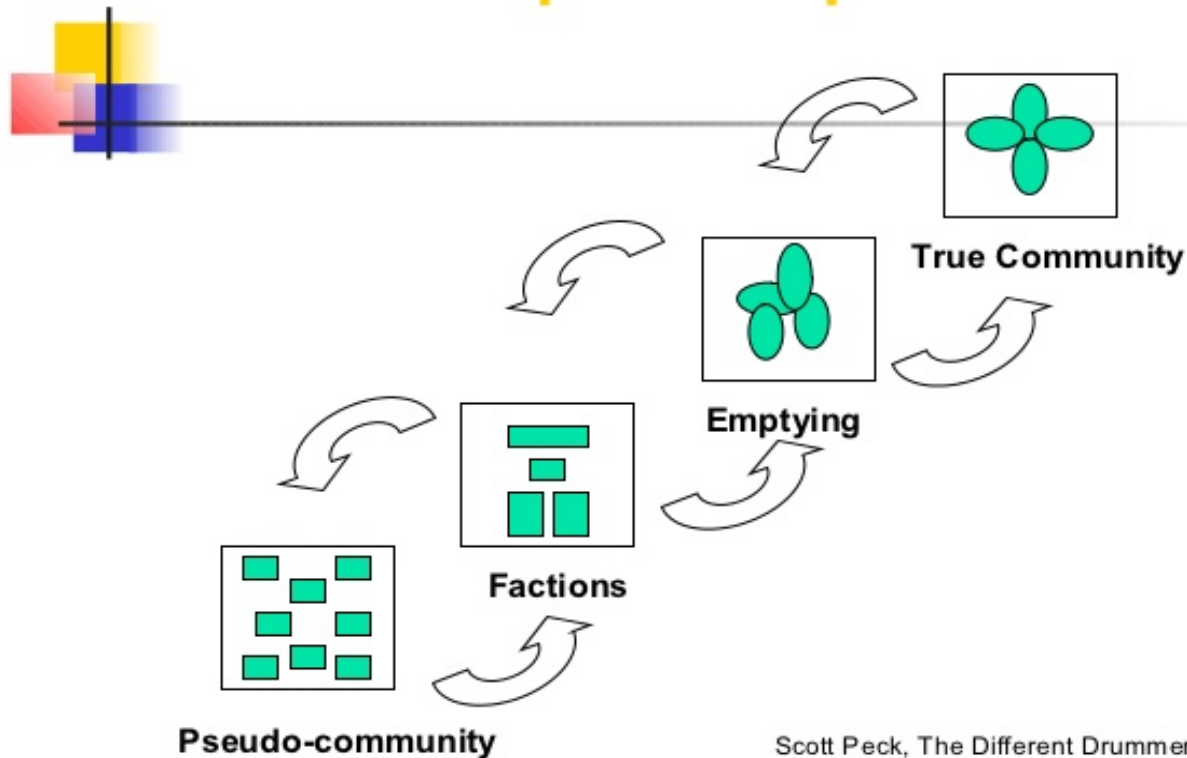 True Community
Emptying
Factions
Pseudo-community
Scott Peck, The Different Drummer